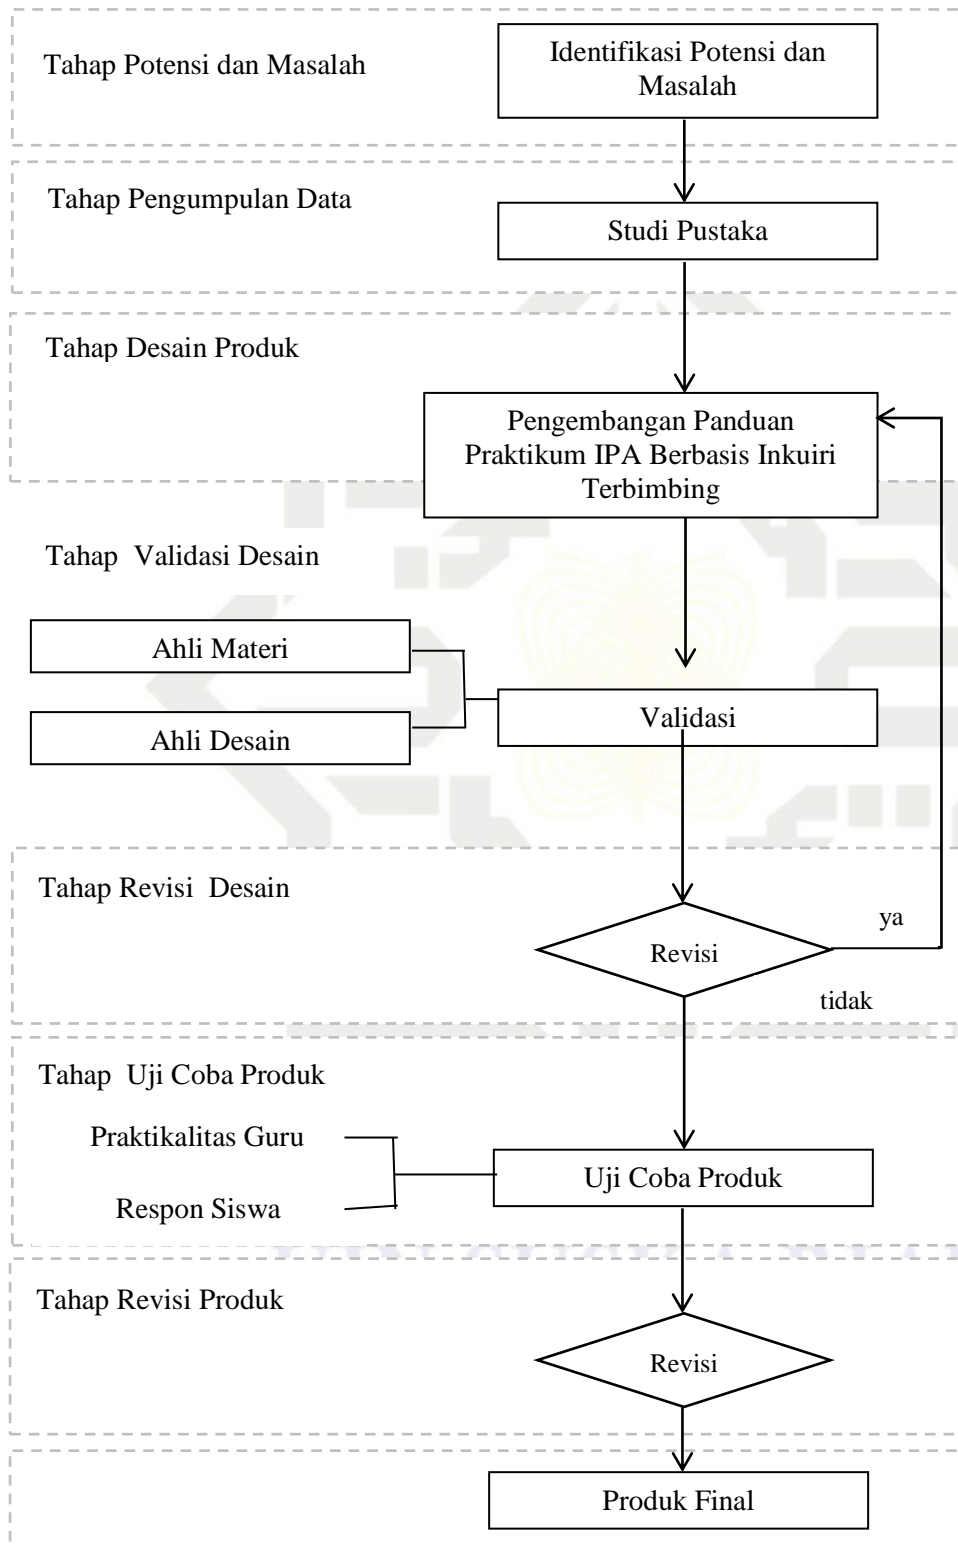 Tahap Potensi dan Masalah
Identifikasi Potensi dan
Masalah
Tahap Pengumpulan Data
Studi Pustaka
Tahap Desain Produk
Pengembangan Panduan
Praktikum IPA Berbasis Inkuiri
Terbimbing
Tahap Validasi Desain
Ahli Materi
Ahli Desain
Validasi
Tahap Revisi Desain
ya
Revisi
tidak
Tahap Uji Coba Produk
Praktikalitas Guru
Respon Siswa
Uji Coba Produk
Tahap Revisi Produk
Revisi
Produk Final